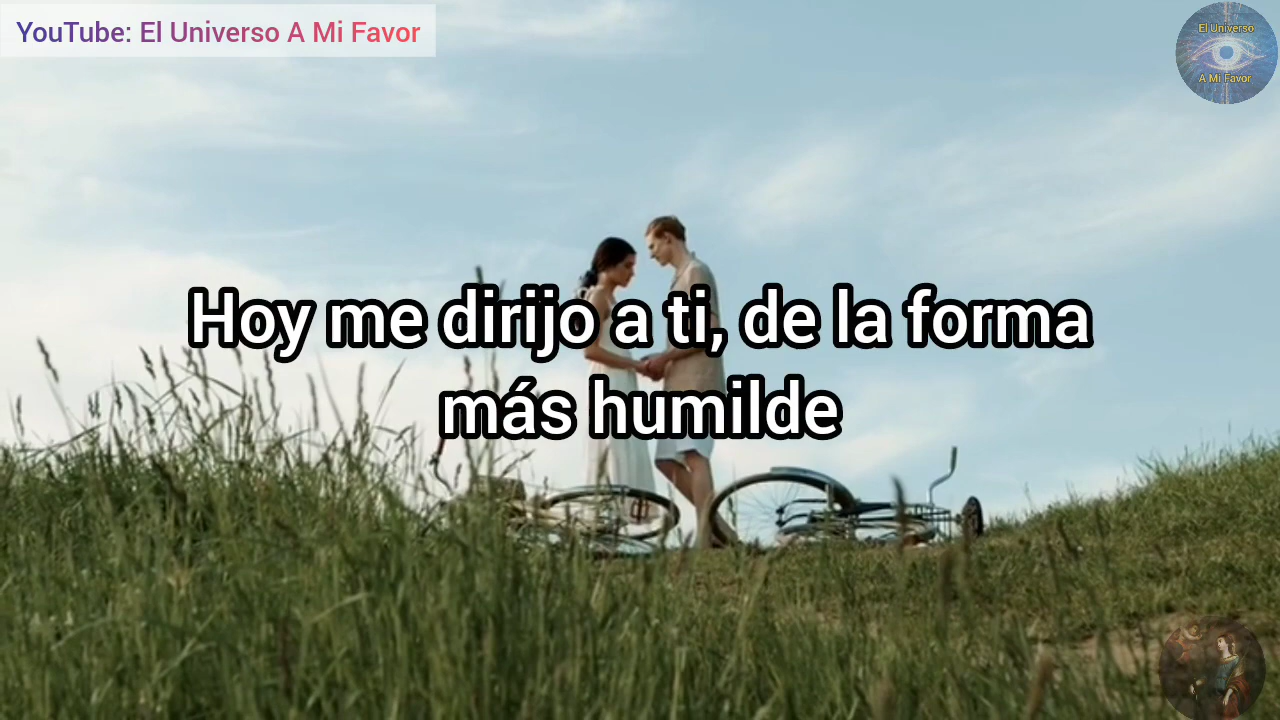 YouTube: El Universo A Mi Favor
El Universo
A Mi Favor
Hoy me dirijo a ti, de la forma
más humilde